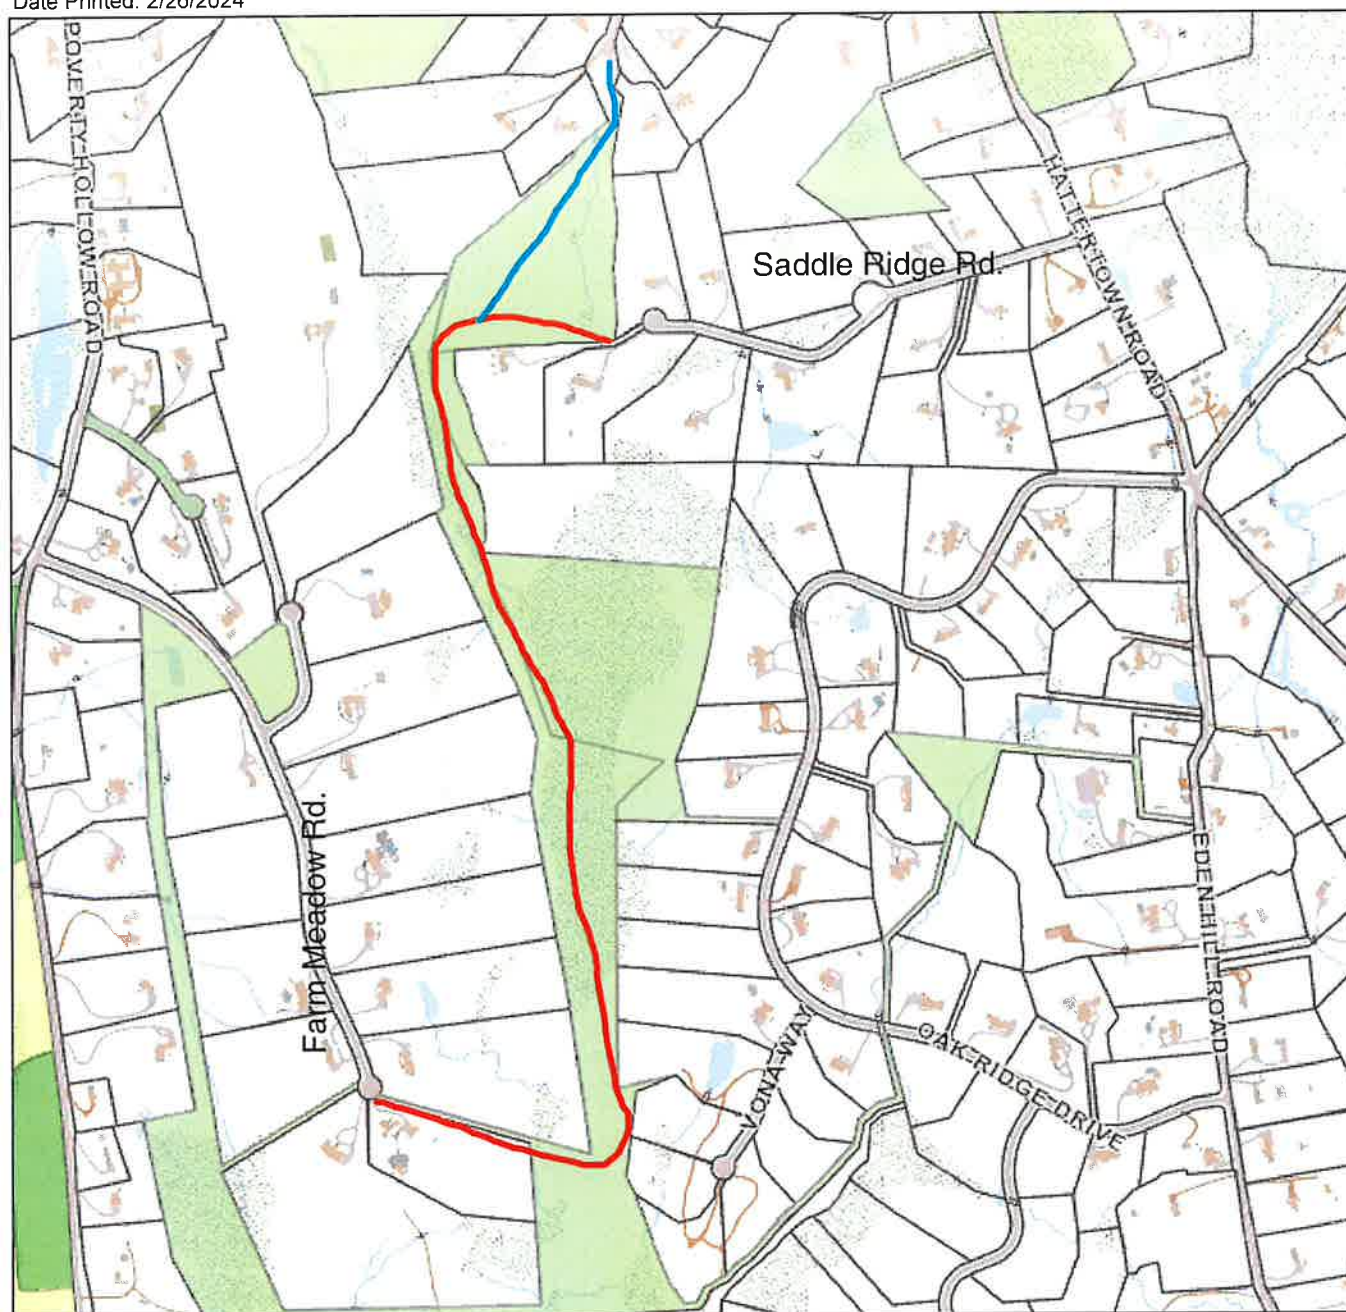 Date Printed: 2/26/2024
POVERTY HOLLOW ROAD
HATTERTOWN ROAD
Saddle Ridge Rd.
Farm Meadow Rd.
EDEN HILL ROAD
VONA WAY
OAK RIDGE DRIVE